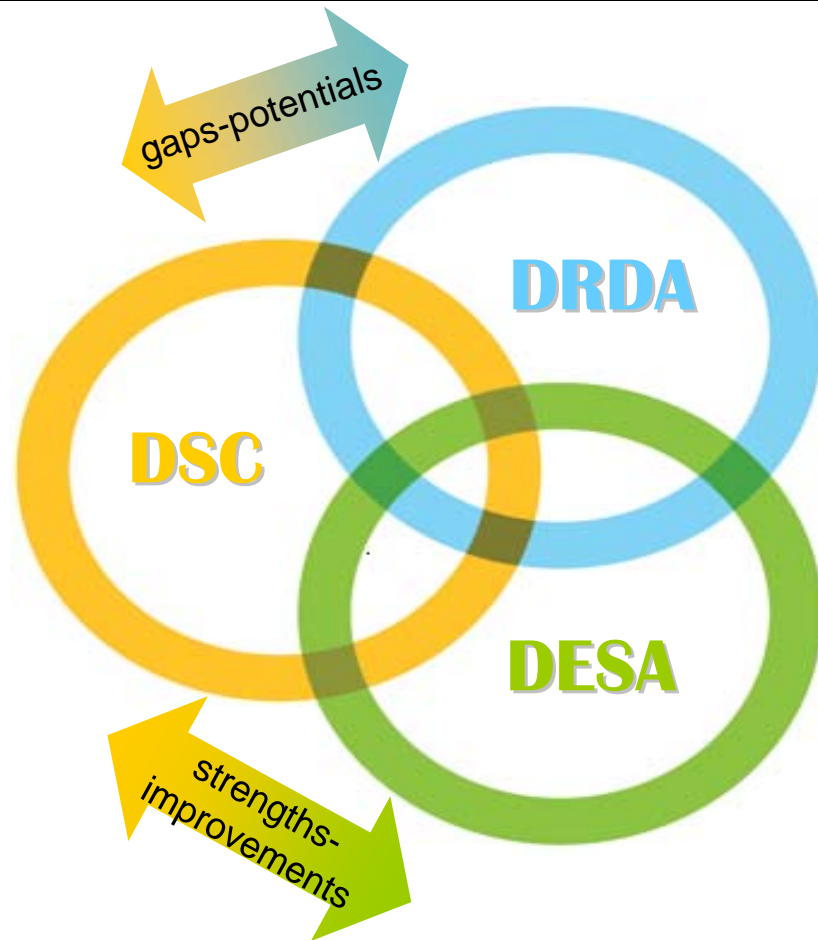 gaps-potentials
DRDA
DSC
DESA
strengths-
improvements